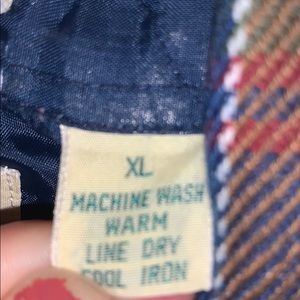 XL
MACHINE WASH
WARM
LINE DRY
COOL IRON